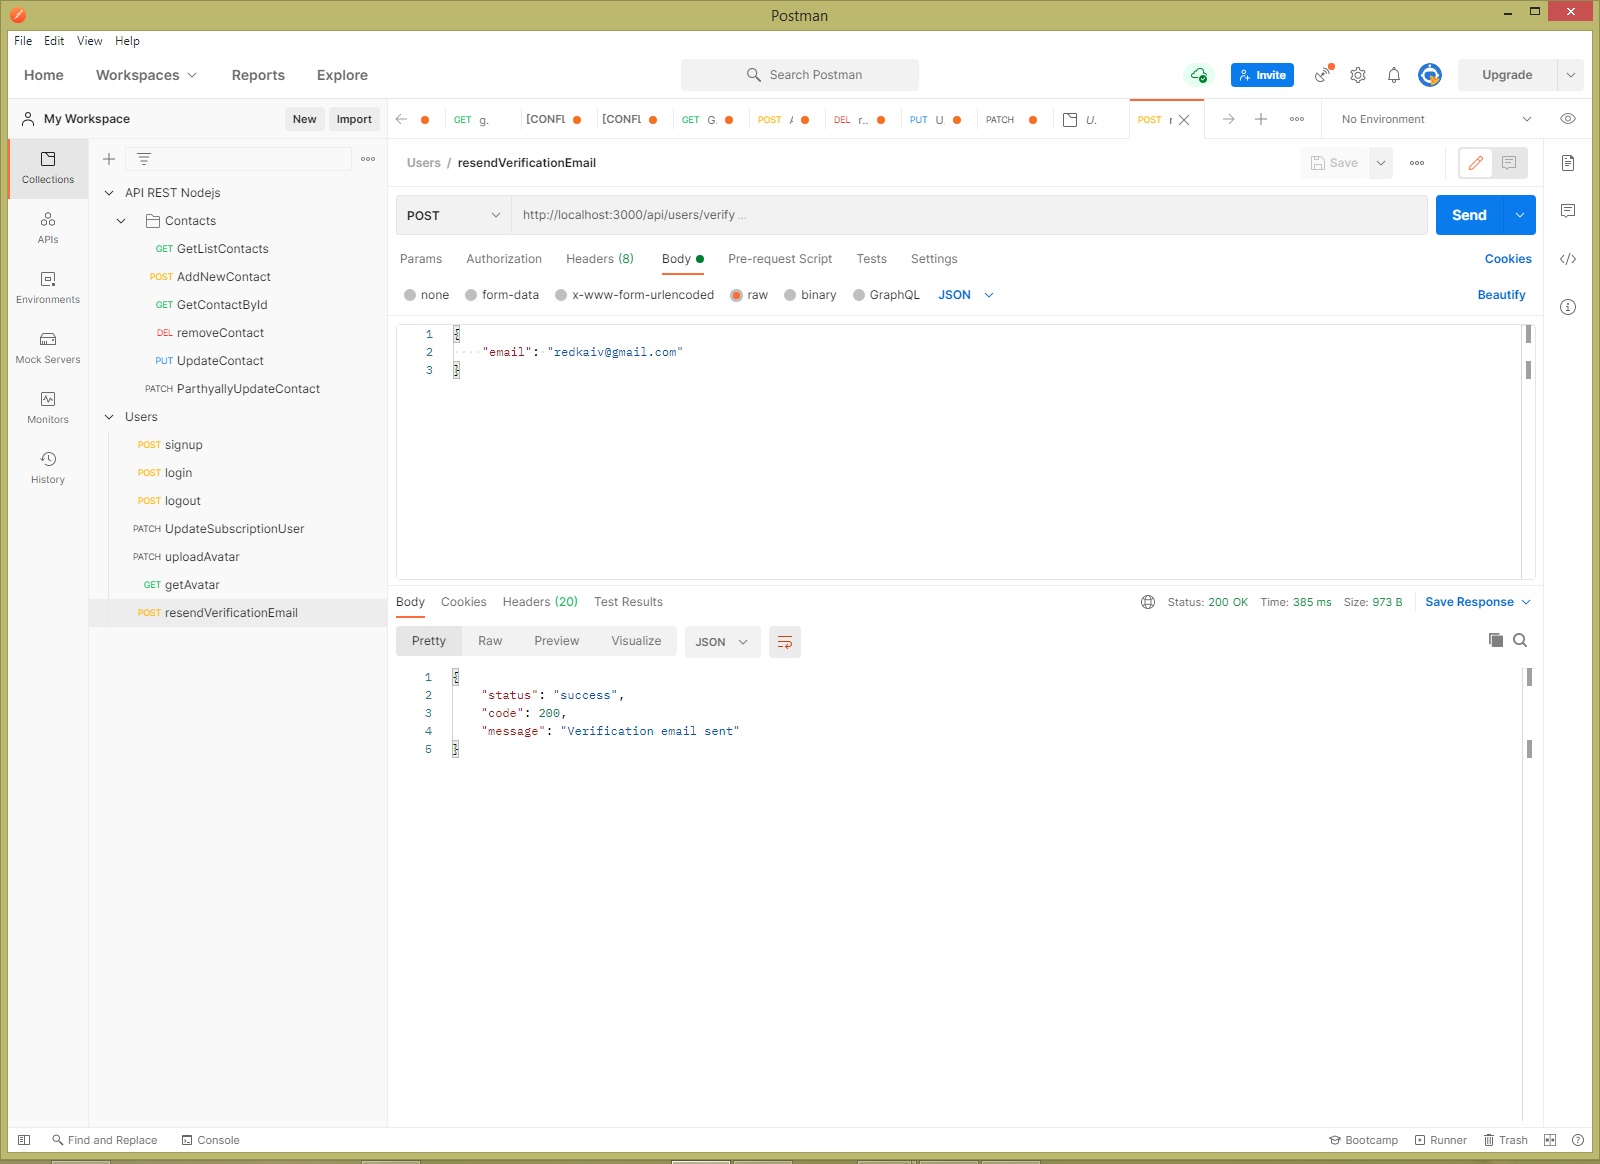 Postman
File Edit View Help
Home Workspaces Reports Explore
Search Postman
Invite
Upgrade
My Workspace
New Import
GET g.
[CONFL
[CONFL
GET G.
POST
DEL r..
PUT U.
PATCH
U.
POST
No Environment
Collections
APIs
Environments
Mock Servers
Monitors
History
API REST Nodejs
Contacts
GET GetListContacts
POST AddNewContact
GET GetContactById
DEL removeContact
PUT UpdateContact
PATCH ParthyallyUpdateContact
Users
POST signup
POST login
POST logout
PATCH UpdateSubscriptionUser
PATCH uploadAvatar
GET getAvatar
POST resendVerificationEmail
Users / resendVerificationEmail
Save
POST
http://localhost:3000/api/users/verify...
Send
Params Authorization Headers (8) Body Pre-request Script Tests Settings
Cookies
none form-data x-www-form-urlencoded raw binary GraphQL JSON
Beautify
1 {
2 "email": "redkaiv@gmail.com"
3 }
Body Cookies Headers (20) Test Results
Status: 200 OK Time: 385 ms Size: 973 B Save Response
Pretty Raw Preview Visualize JSON
1 {
2 "status": "success",
3 "code": 200,
4 "message": "Verification email sent"
5 }
Find and Replace Console
Bootcamp Runner Trash